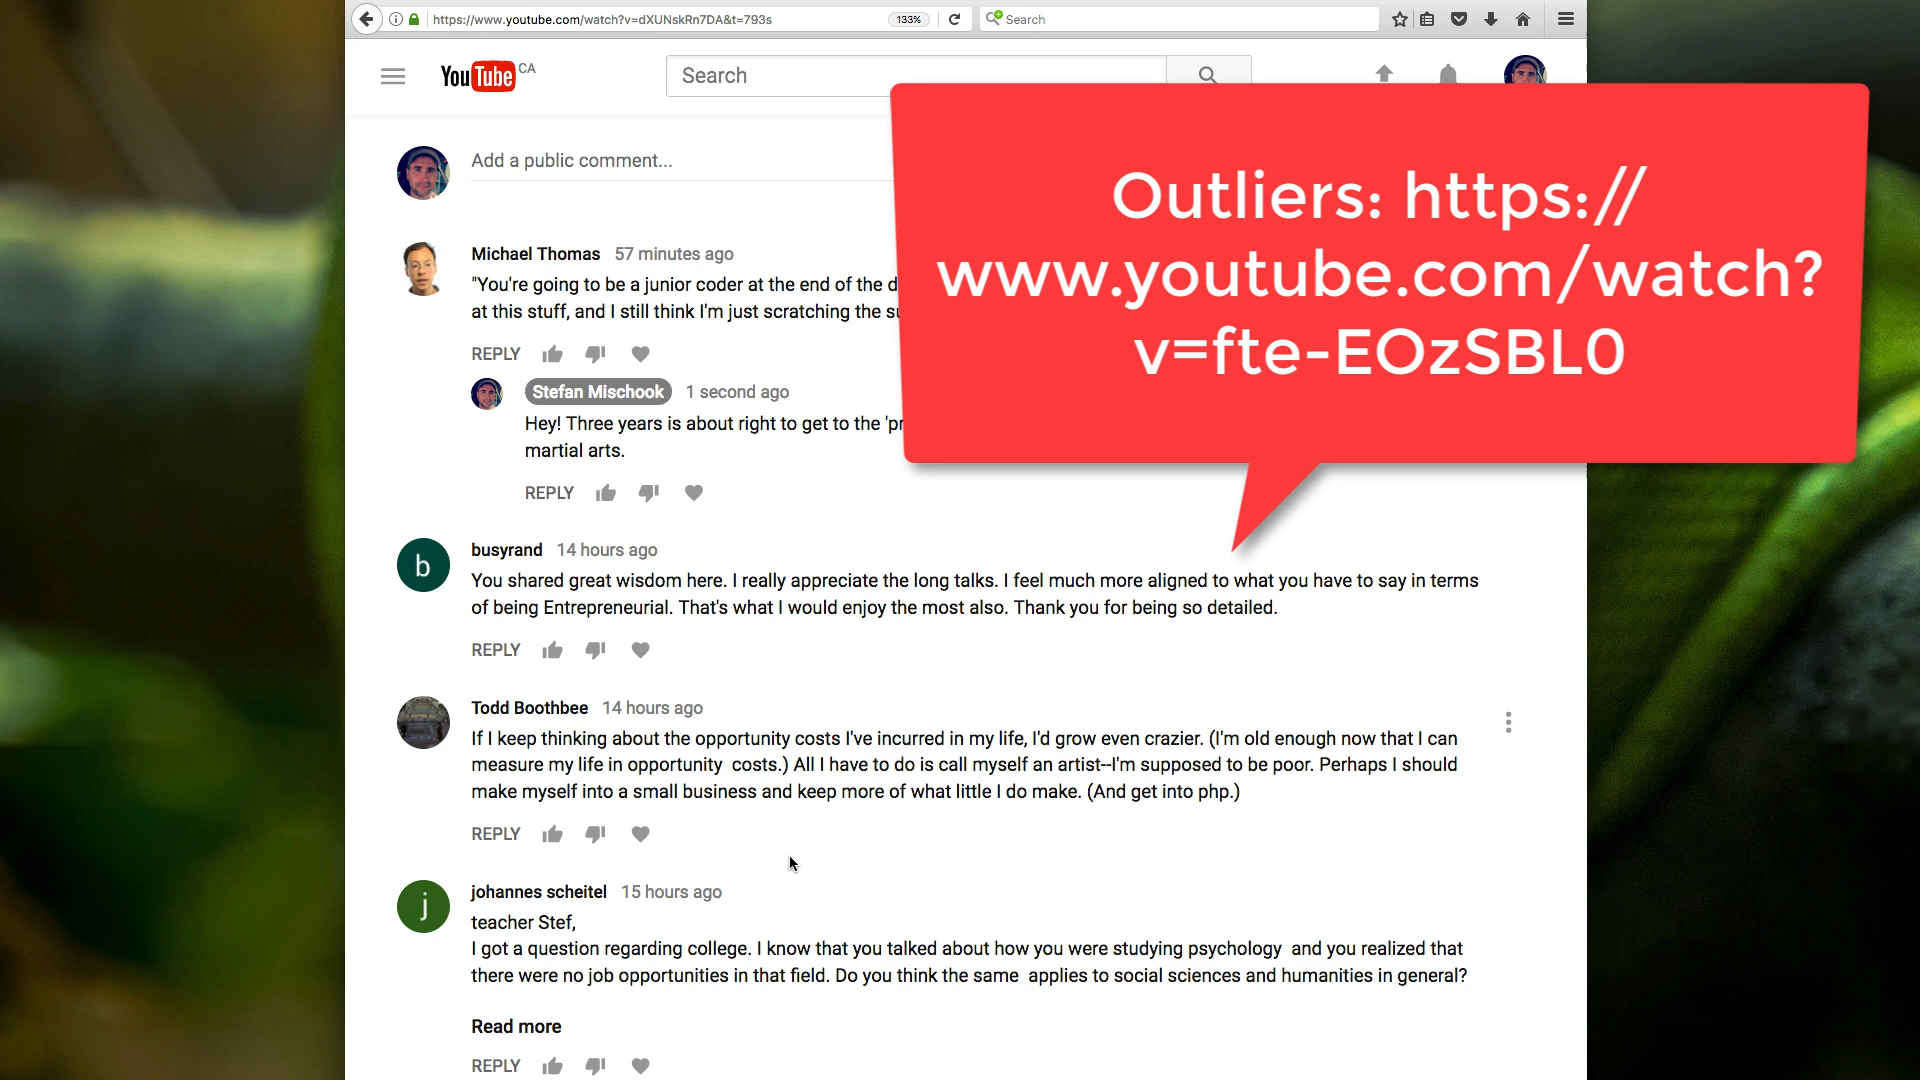 https://www.youtube.com/watch?v=dXUNskRn7DA&t=793s
133%
Search
YouTube CA
Search
Add a public comment...
Outliers: https://
www.youtube.com/watch?
v=fte-EOzSBL0
Michael Thomas 57 minutes ago
"You're going to be a junior coder at the end of the
at this stuff, and I still think I'm just scratching the
REPLY
Stefan Mischook 1 second ago
Hey! Three years is about right to get to the
martial arts.
REPLY
b
busyrand 14 hours ago
You shared great wisdom here. I really appreciate the long talks. I feel much more aligned to what you have to say in terms
of being Entrepreneurial. That's what I would enjoy the most also. Thank you for being so detailed.
REPLY
Todd Boothbee 14 hours ago
If I keep thinking about the opportunity costs I've incurred in my life, I'd grow even crazier. (I'm old enough now that I can
measure my life in opportunity costs.) All I have to do is call myself an artist--I'm supposed to be poor. Perhaps I should
make myself into a small business and keep more of what little I do make. (And get into php.)
REPLY
j
johannes scheitel 15 hours ago
teacher Stef,
I got a question regarding college. I know that you talked about how you were studying psychology and you realized that
there were no job opportunities in that field. Do you think the same applies to social sciences and humanities in general?
Read more
REPLY